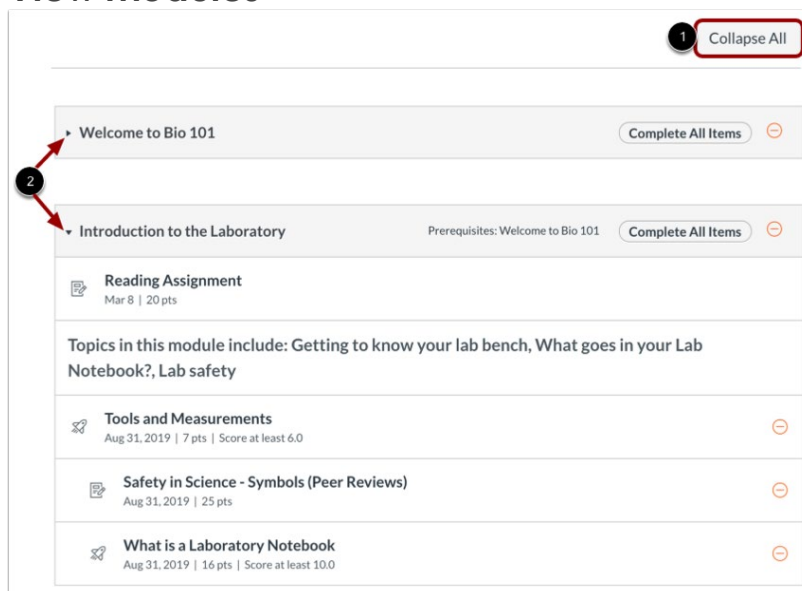 View Modules
1 Collapse All
Welcome to Bio 101 Complete All Items
2
Introduction to the Laboratory Prerequisites: Welcome to Bio 101 Complete All Items
Reading Assignment
Mar 8 | 20 pts
Topics in this module include: Getting to know your lab bench, What goes in your Lab
Notebook?, Lab safety
Tools and Measurements
Aug 31, 2019 | 7 pts | Score at least 6.0
Safety in Science - Symbols (Peer Reviews)
Aug 31, 2019 | 25 pts
What is a Laboratory Notebook
Aug 31, 2019 | 16 pts | Score at least 10.0